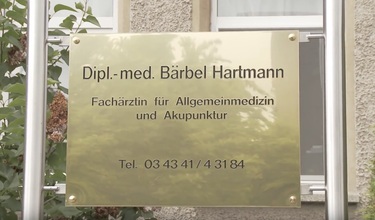 Dipl.-med. Bärbel Hartmann
Fachärztin für Allgemeinmedizin
und Akupunktur
Tel. 03 43 41 / 4 31 84